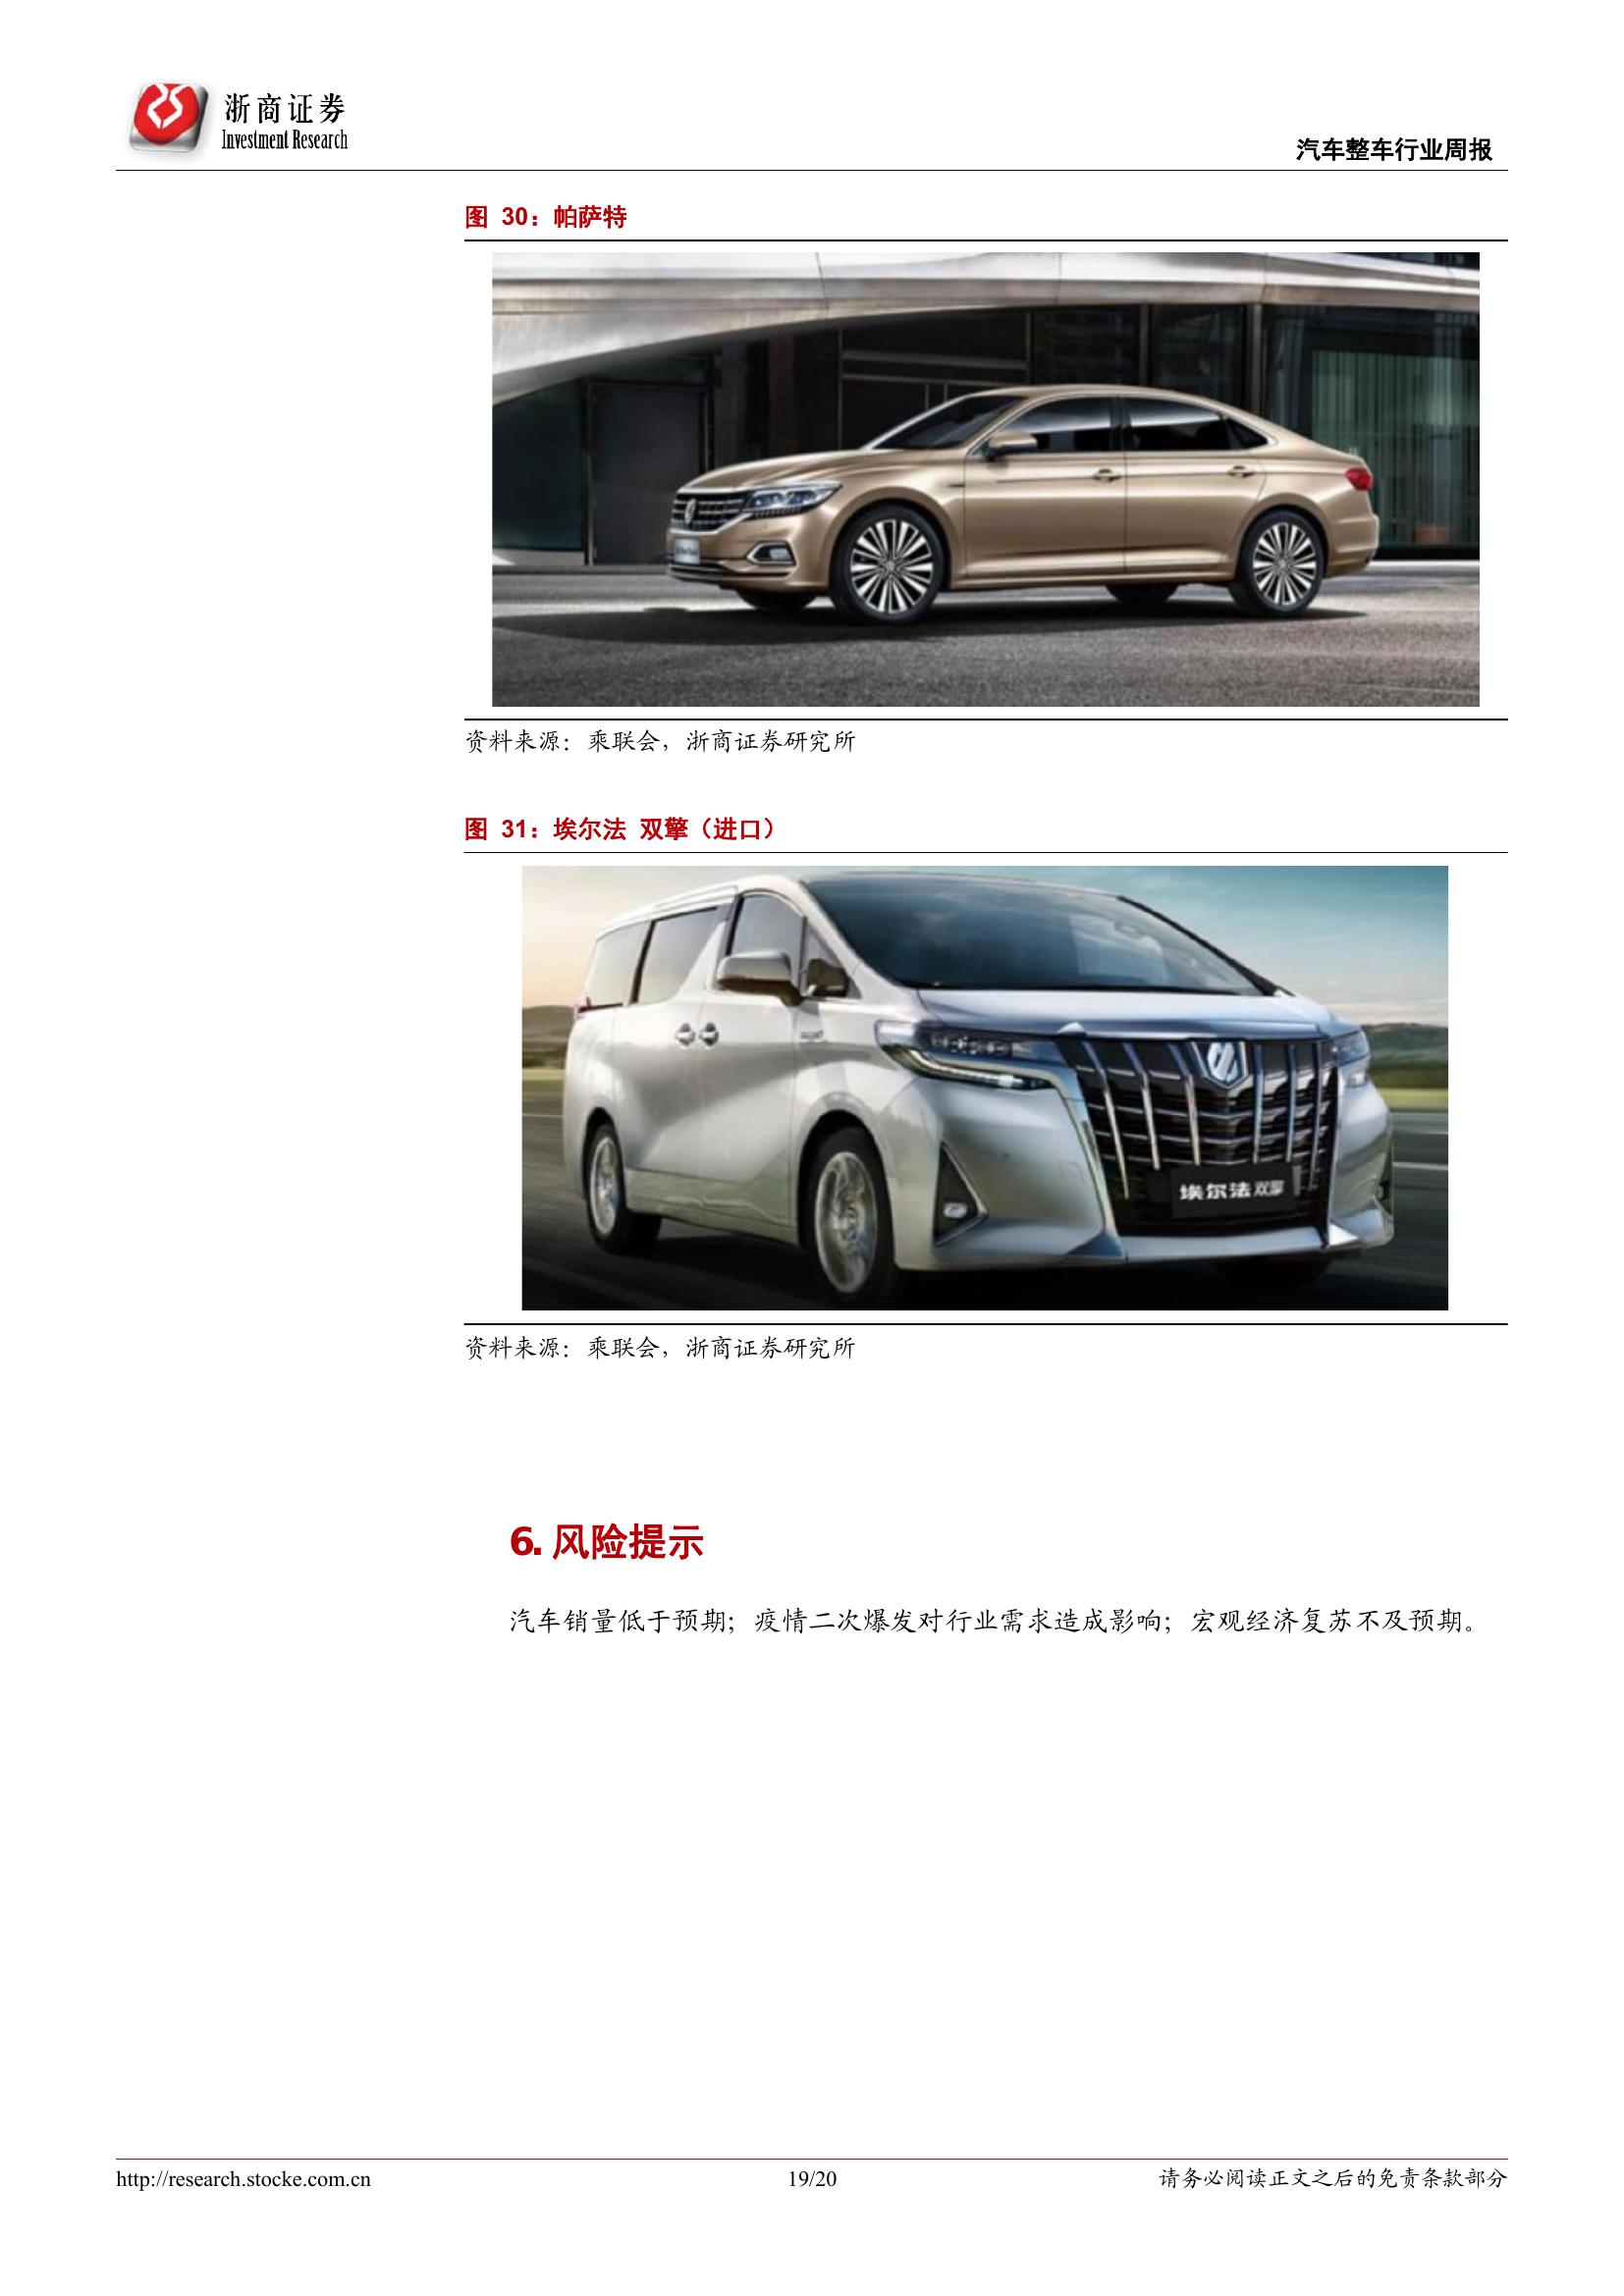 浙商证券
Investment Research
汽车整车行业周报
图 30：帕萨特
资料来源：乘联会，浙商证券研究所
图 31：埃尔法 双擎（进口）
埃尔法 双擎
资料来源：乘联会，浙商证券研究所
6. 风险提示
汽车销量低于预期；疫情二次爆发对行业需求造成影响；宏观经济复苏不及预期。
http://research.stocke.com.cn
19/20
请务必阅读正文之后的免责条款部分